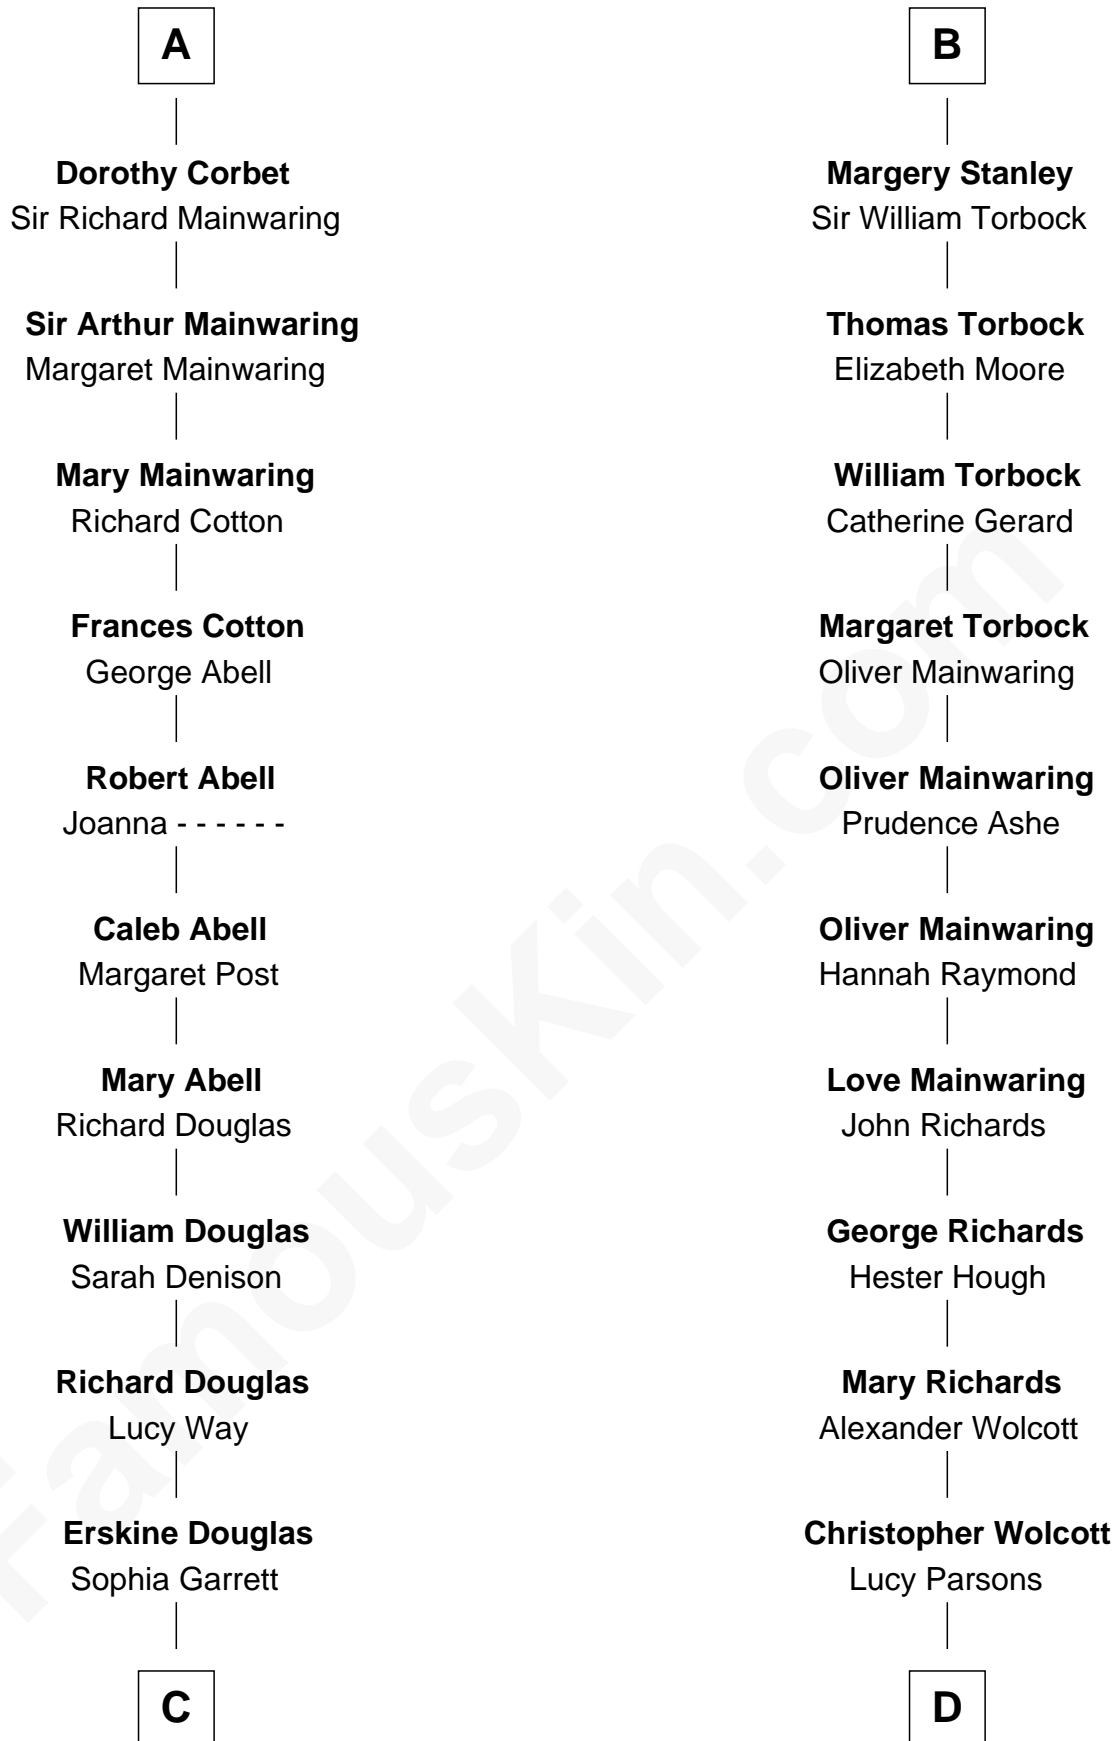 A
Dorothy Corbet
Sir Richard Mainwaring
Sir Arthur Mainwaring
Margaret Mainwaring
Mary Mainwaring
Richard Cotton
Frances Cotton
George Abell
Robert Abell
Joanna - - - - - -
Caleb Abell
Margaret Post
Mary Abell
Richard Douglas
William Douglas
Sarah Denison
Richard Douglas
Lucy Way
Erskine Douglas
Sophia Garrett
C
B
Margery Stanley
Sir William Torbock
Thomas Torbock
Elizabeth Moore
William Torbock
Catherine Gerard
Margaret Torbock
Oliver Mainwaring
Oliver Mainwaring
Prudence Ashe
Oliver Mainwaring
Hannah Raymond
Love Mainwaring
John Richards
George Richards
Hester Hough
Mary Richards
Alexander Wolcott
Christopher Wolcott
Lucy Parsons
D
FamousKin.com